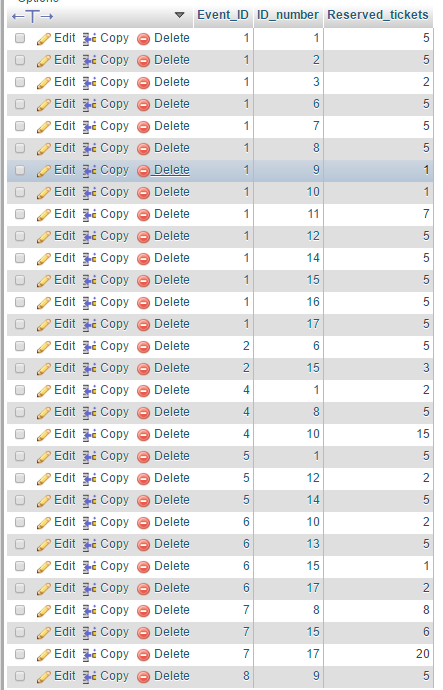 Event_ID ID_number Reserved_tickets
Edit Copy Delete 1 1 5
Edit Copy Delete 1 2 5
Edit Copy Delete 1 3 2
Edit Copy Delete 1 6 5
Edit Copy Delete 1 7 5
Edit Copy Delete 1 8 5
Edit Copy Delete 1 9 1
Edit Copy Delete 1 10 1
Edit Copy Delete 1 11 7
Edit Copy Delete 1 12 5
Edit Copy Delete 1 14 5
Edit Copy Delete 1 15 5
Edit Copy Delete 1 16 5
Edit Copy Delete 1 17 5
Edit Copy Delete 2 6 5
Edit Copy Delete 2 15 3
Edit Copy Delete 4 1 2
Edit Copy Delete 4 8 5
Edit Copy Delete 4 10 15
Edit Copy Delete 5 1 5
Edit Copy Delete 5 12 2
Edit Copy Delete 5 14 5
Edit Copy Delete 6 10 2
Edit Copy Delete 6 13 5
Edit Copy Delete 6 15 1
Edit Copy Delete 6 17 2
Edit Copy Delete 7 8 8
Edit Copy Delete 7 15 6
Edit Copy Delete 7 17 20
Edit Copy Delete 8 9 5